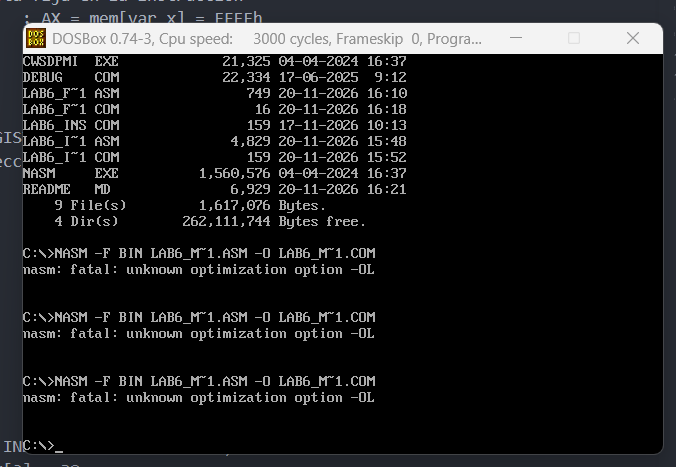 ; AX = mem[var_x] = FFFFh
DOSBox 0.74-3, Cpu speed:    3000 cycles, Frameskip  0, Progra...
CWSDPMI  EXE            21,325 04-04-2024 16:37
DEBUG    COM            22,334 17-06-2025  9:12
LAB6_F~1 ASM               749 20-11-2026 16:10
LAB6_F~1 COM                16 20-11-2026 16:18
LAB6_INS COM               159 17-11-2026 10:13
LAB6_I~1 ASM             4,829 20-11-2026 15:48
LAB6_I~1 COM               159 20-11-2026 15:52
NASM     EXE         1,560,576 04-04-2024 16:37
README   MD              6,929 20-11-2026 16:21
    9 File(s)        1,617,076 Bytes.
    4 Dir(s)       262,111,744 Bytes free.
C:\>NASM -F BIN LAB6_M~1.ASM -O LAB6_M~1.COM
nasm: fatal: unknown optimization option -OL
C:\>NASM -F BIN LAB6_M~1.ASM -O LAB6_M~1.COM
nasm: fatal: unknown optimization option -OL
C:\>NASM -F BIN LAB6_M~1.ASM -O LAB6_M~1.COM
nasm: fatal: unknown optimization option -OL
C:\>_